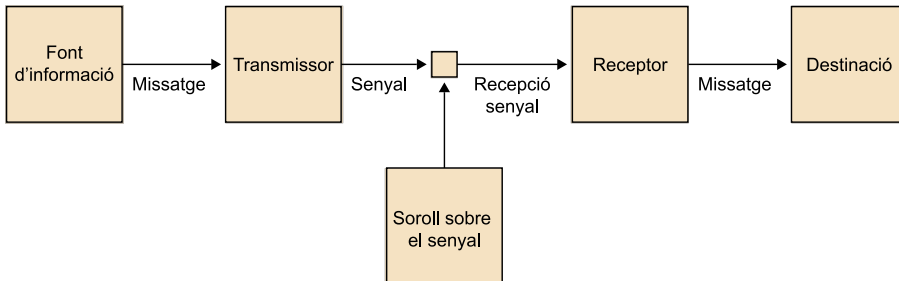 Font
d'informació
Missatge
Transmissor
Senyal
Recepció
senyal
Receptor
Missatge
Destinació
Soroll sobre
el senyal